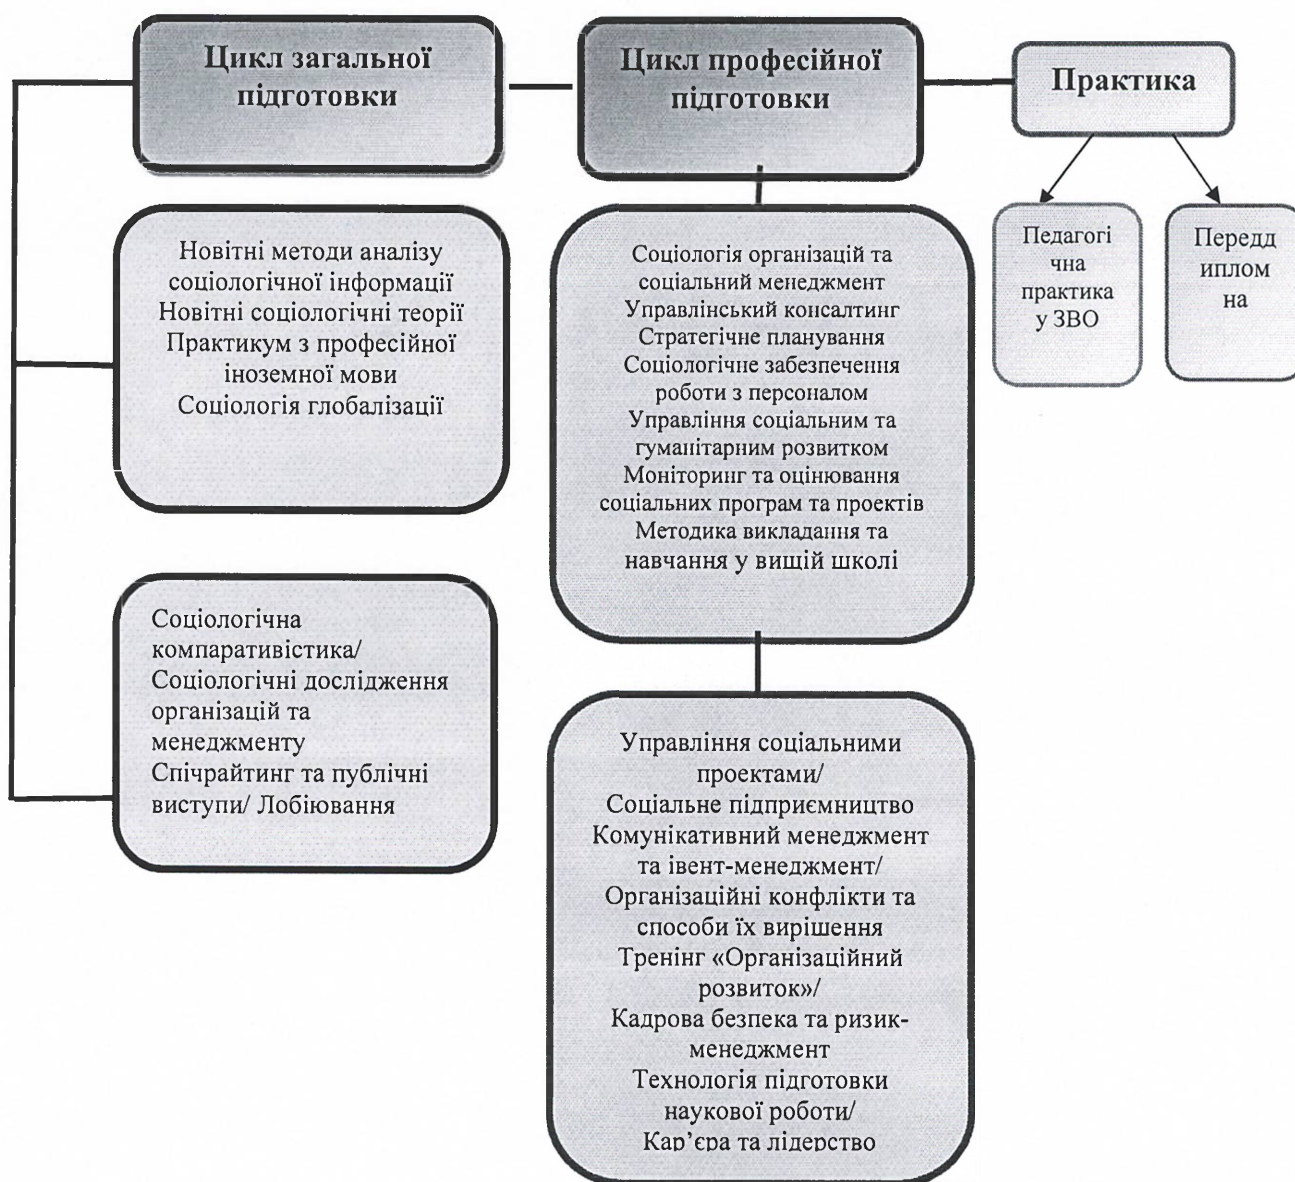 Цикл загальної
підготовки
Цикл професійної
підготовки
Практика
Новітні методи аналізу
соціологічної інформації
Новітні соціологічні теорії
Практикум з професійної
іноземної мови
Соціологія глобалізації
Соціологічна
компаративістика/
Соціологічні дослідження
організацій та
менеджменту
Спічрайтинг та публічні
виступи/ Лобіювання
Соціологія організацій та
соціальний менеджмент
Управлінський консалтинг
Стратегічне планування
Соціологічне забезпечення
роботи з персоналом
Управління соціальним та
гуманітарним розвитком
Моніторинг та оцінювання
соціальних програм та проектів
Методика викладання та
навчання у вищій школі
Управління соціальними
проектами/
Соціальне підприємництво
Комунікативний менеджмент
та івент-менеджмент/
Організаційні конфлікти та
способи їх вирішення
Тренінг «Організаційний
розвиток»/
Кадрова безпека та ризик-
менеджмент
Технологія підготовки
наукової роботи/
Кар’єра та лідерство
Педагогі
чна
практика
у ЗВО
Передд
иплом
на